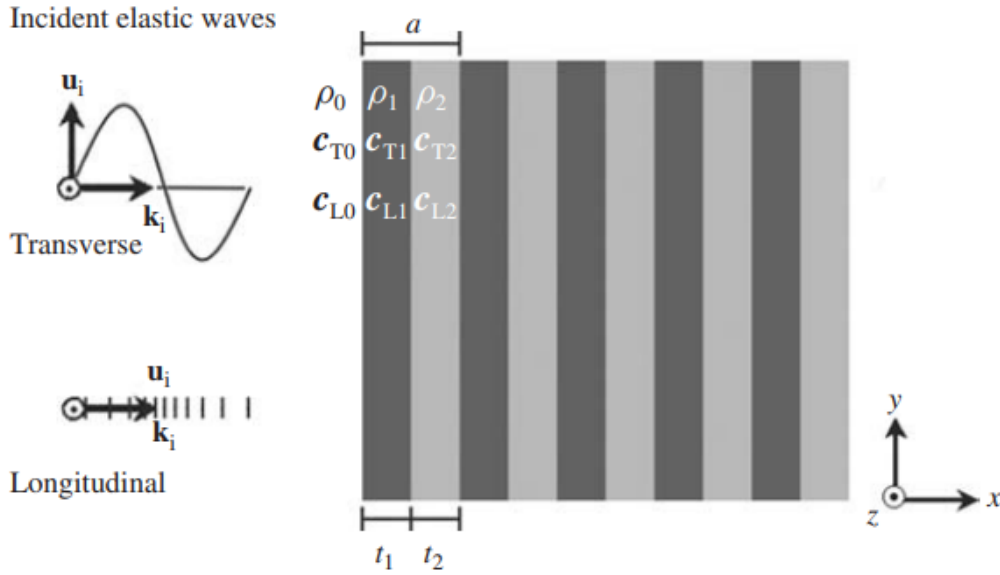 Incident elastic waves
a
u_i
ρ_0 ρ_1 ρ_2
c_T0 c_T1 c_T2
k_i
c_L0 c_L1 c_L2
Transverse
u_i
k_i
Longitudinal
y
z
x
t_1 t_2